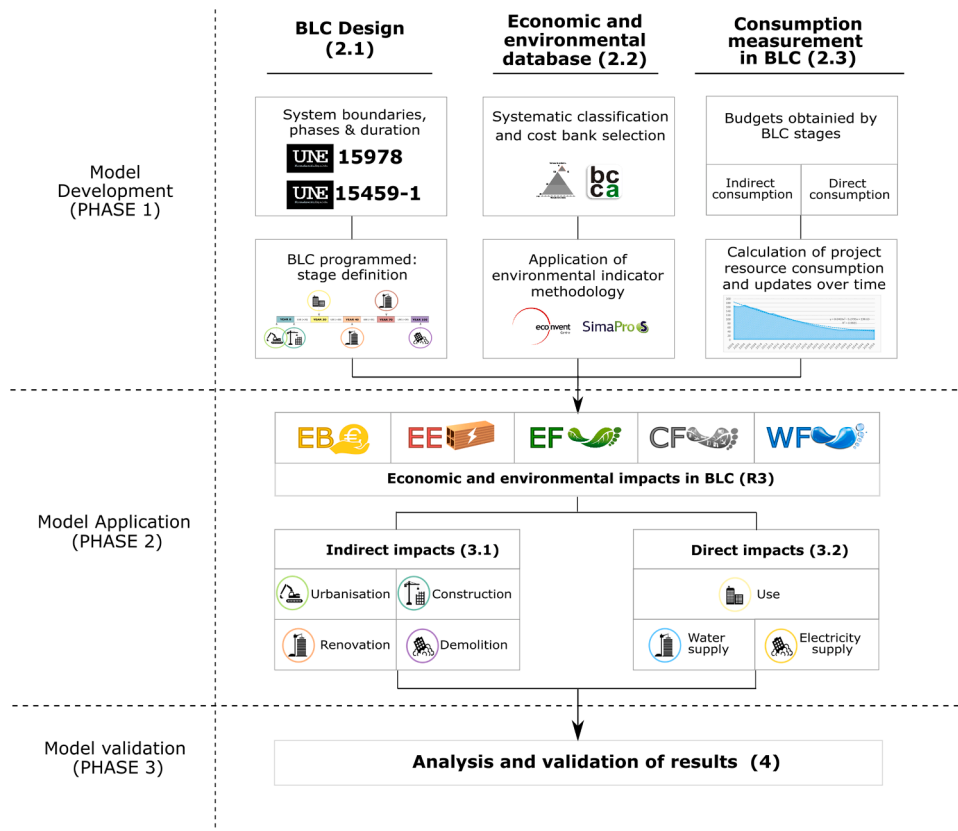 BLC Design
(2.1)
Economic and
environmental
database (2.2)
Consumption
measurement
in BLC (2.3)
Model
Development
(PHASE 1)
System boundaries,
phases & duration
UNE 15978
UNE 15459-1
Systematic classification
and cost bank selection
bc
ca
Budgets obtainied by
BLC stages
Indirect
consumption
Direct
consumption
BLC programmed:
stage definition
Application of
environmental indicator
methodology
ecoinvent
SimaPro
Calculation of project
resource consumption
and updates over time
Model Application
(PHASE 2)
EB
EE
EF
CF
WF
Economic and environmental impacts in BLC (R3)
Indirect impacts (3.1)
Urbanisation
Construction
Renovation
Demolition
Direct impacts (3.2)
Use
Water
supply
Electricity
supply
Model validation
(PHASE 3)
Analysis and validation of results (4)